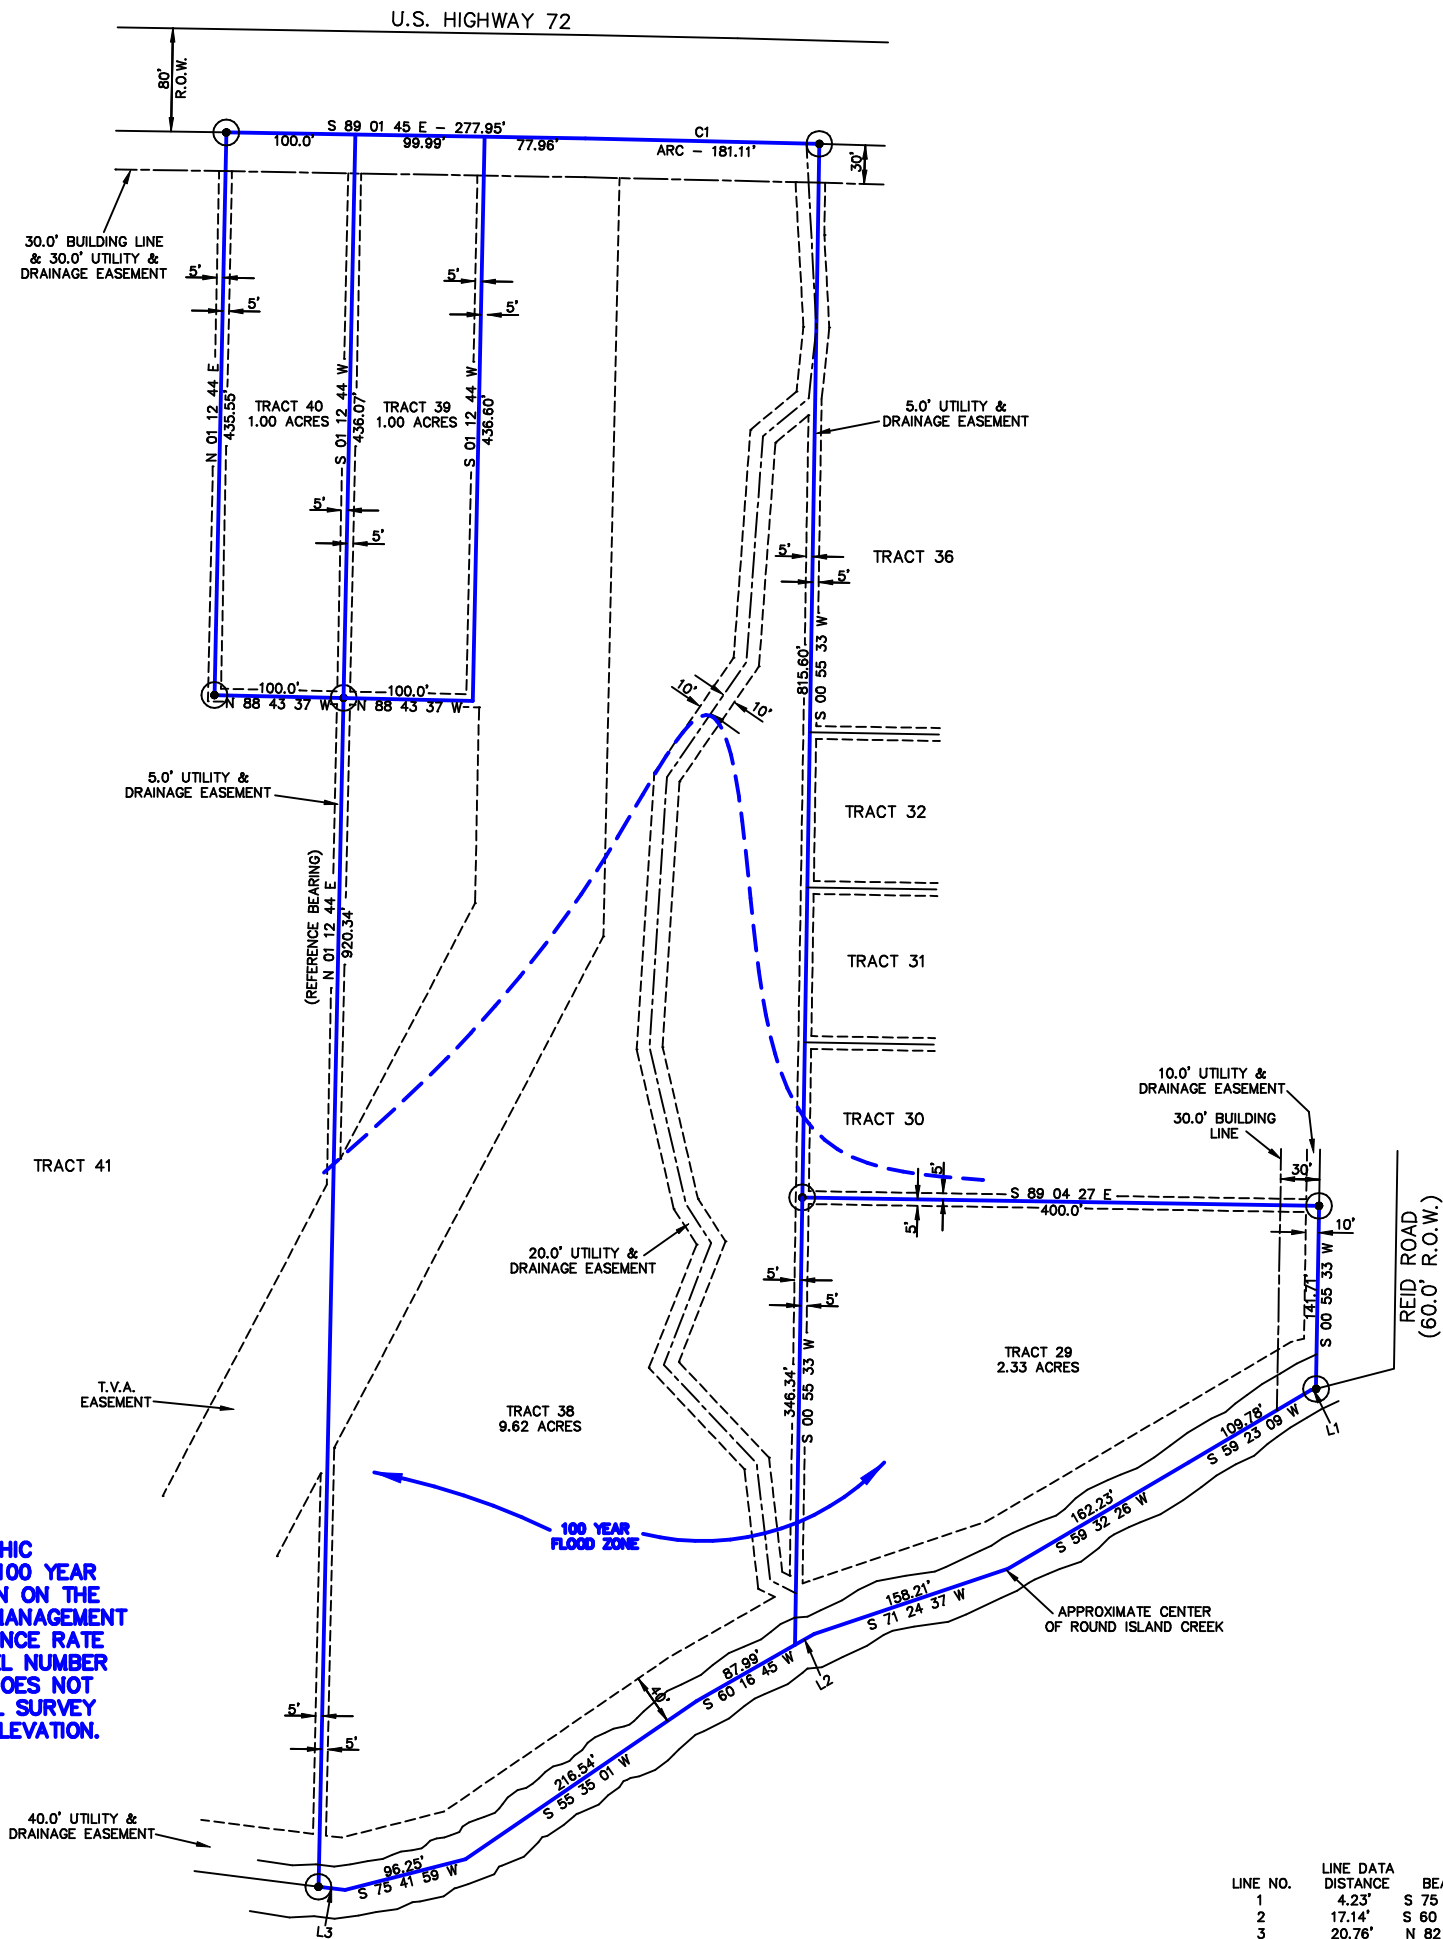 U.S. HIGHWAY 72
80'
R.O.W.
S 89 01 45 E - 277.95'
100.0'
99.99'
77.96'
C1
ARC - 181.11'
30'
30.0' BUILDING LINE
& 30.0' UTILITY &
DRAINAGE EASEMENT
5'
5'
5'
5'
N 01 12 44 E
435.55'
TRACT 40
1.00 ACRES
S 01 12 44 W
436.07'
TRACT 39
1.00 ACRES
S 01 12 44 W
436.60'
5.0' UTILITY &
DRAINAGE EASEMENT
5'
5'
5'
5'
TRACT 36
815.60'
S 00 55 33 W
100.0'
N 88 43 37 W
100.0'
N 88 43 37 W
10'
10'
5.0' UTILITY &
DRAINAGE EASEMENT
TRACT 32
(REFERENCE BEARING)
N 01 12 44 E
920.34'
TRACT 31
10.0' UTILITY &
DRAINAGE EASEMENT
30.0' BUILDING
LINE
TRACT 30
TRACT 41
30'
5'
S 89 04 27 E
400.0'
5'
10'
REID ROAD
(60.0' R.O.W.)
20.0' UTILITY &
DRAINAGE EASEMENT
5'
5'
141.71'
S 00 55 33 W
TRACT 29
2.33 ACRES
346.34'
S 00 55 33 W
T.V.A.
EASEMENT
TRACT 38
9.62 ACRES
109.78'
S 59 23 09 W
L1
162.23'
S 59 32 26 W
100 YEAR
FLOOD ZONE
HIC
100 YEAR
N ON THE
MANAGEMENT
NCE RATE
L NUMBER
OES NOT
L SURVEY
LEVATION.
158.21'
S 71 24 37 W
APPROXIMATE CENTER
OF ROUND ISLAND CREEK
87.99'
S 60 16 45 W
L2
40'
5'
5'
216.54'
S 55 35 01 W
40.0' UTILITY &
DRAINAGE EASEMENT
96.25'
S 75 41 59 W
L3
LINE DATA
LINE NO. DISTANCE BEA
1 4.23' S 75
2 17.14' S 60
3 20.76' N 82